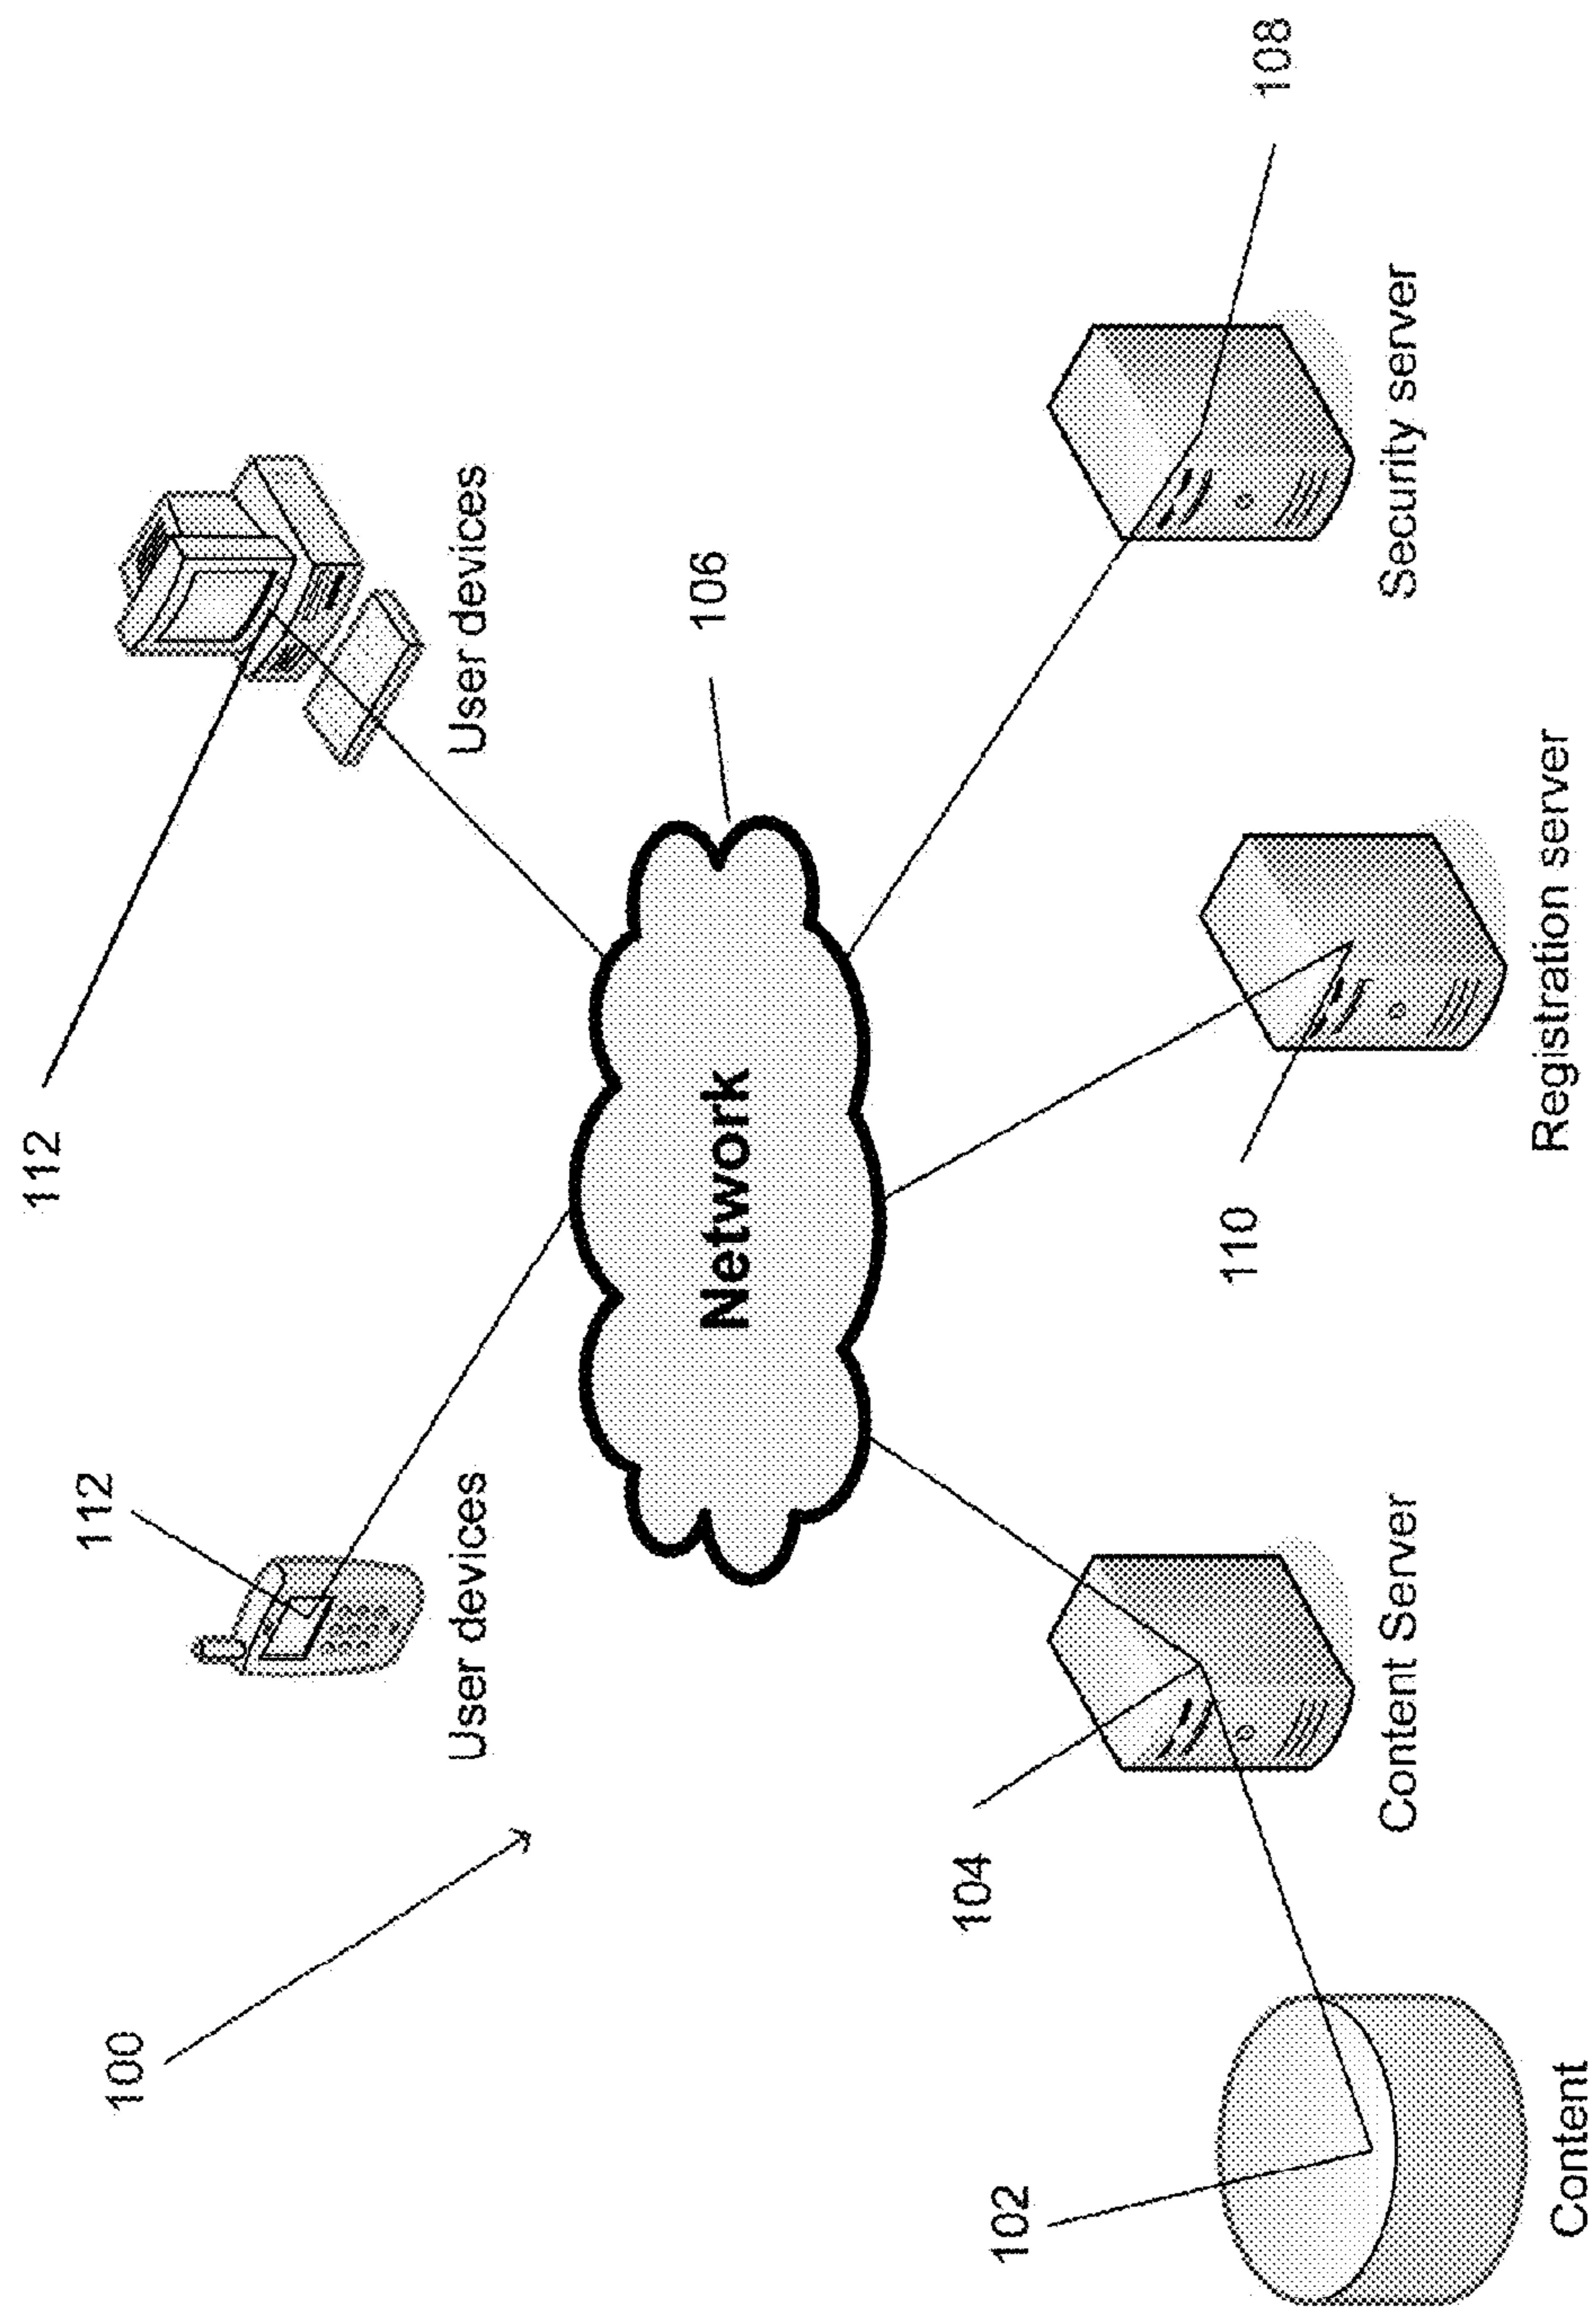 112
112
100
User devices
User devices
106
Network
108
104
102
110
Content Server
Security server
Registration server
Content